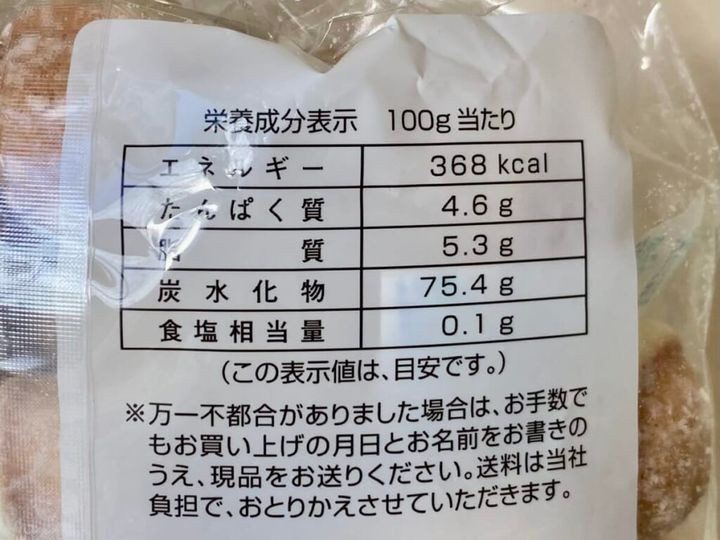 栄養成分表示 100g当たり
エネルギー 368 kcal
たんぱく質 4.6 g
脂質 5.3 g
炭水化物 75.4 g
食塩相当量 0.1 g
(この表示値は、目安です。)
※万一不都合がありました場合は、お手数で
もお買い上げの月日とお名前をお書きの
うえ、現品をお送りください。送料は当社
負担で、おとりかえさせていただきます。